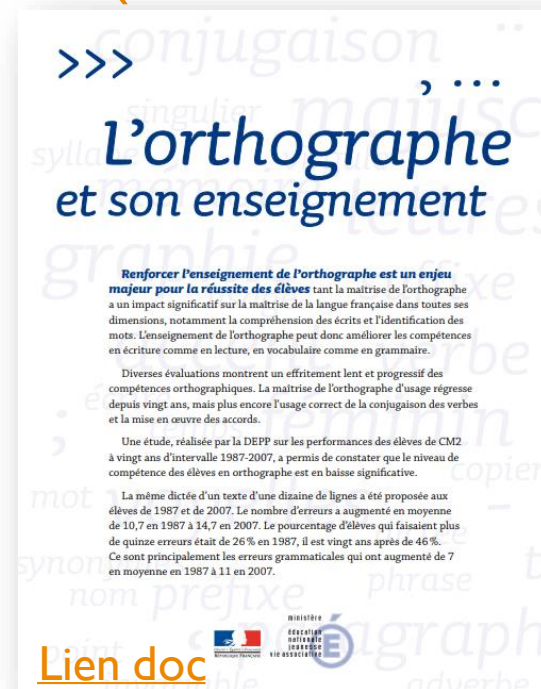 >>>
, ...
L'orthographe
et son enseignement
Renforcer l'enseignement de l'orthographe est un enjeu
majeur pour la réussite des élèves tant la maîtrise de l'orthographe
a un impact significatif sur la maîtrise de la langue française dans toutes ses
dimensions, notamment la compréhension des écrits et l'identification des
mots. L'enseignement de l'orthographe peut donc améliorer les compétences
en écriture comme en lecture, en vocabulaire comme en grammaire.
Diverses évaluations montrent un effritement lent et progressif des
compétences orthographiques. La maîtrise de l'orthographe d'usage régresse
depuis vingt ans, mais plus encore l'usage correct de la conjugaison des verbes
et la mise en œuvre des accords.
Une étude, réalisée par la DEPP sur les performances des élèves de CM2
à vingt ans d'intervalle 1987-2007, a permis de constater que le niveau de
compétence des élèves en orthographe est en baisse significative.
La même dictée d'un texte d'une dizaine de lignes a été proposée aux
élèves de 1987 et de 2007. Le nombre d'erreurs a augmenté en moyenne
de 10,7 en 1987 à 14,7 en 2007. Le pourcentage d'élèves qui faisaient plus
de quinze erreurs était de 26 % en 1987, il est vingt ans après de 46 %.
Ce sont principalement les erreurs grammaticales qui ont augmenté de 7
en moyenne en 1987 à 11 en 2007.
conjugaison
singulier
graphie
verbe
féminin
copier
mot
phrase
nom préfixe
adverbe
ministère
éducation
nationale
jeunesse
vie associative
RÉPUBLIQUE FRANÇAISE
Lien doc